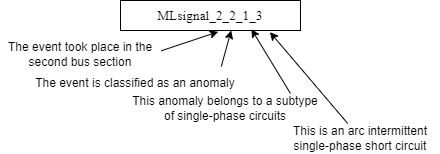 MLsignal_2_2_1_3
The event took place in the
second bus section
The event is classified as an anomaly
This anomaly belongs to a subtype
of single-phase circuits
This is an arc intermittent
single-phase short circuit